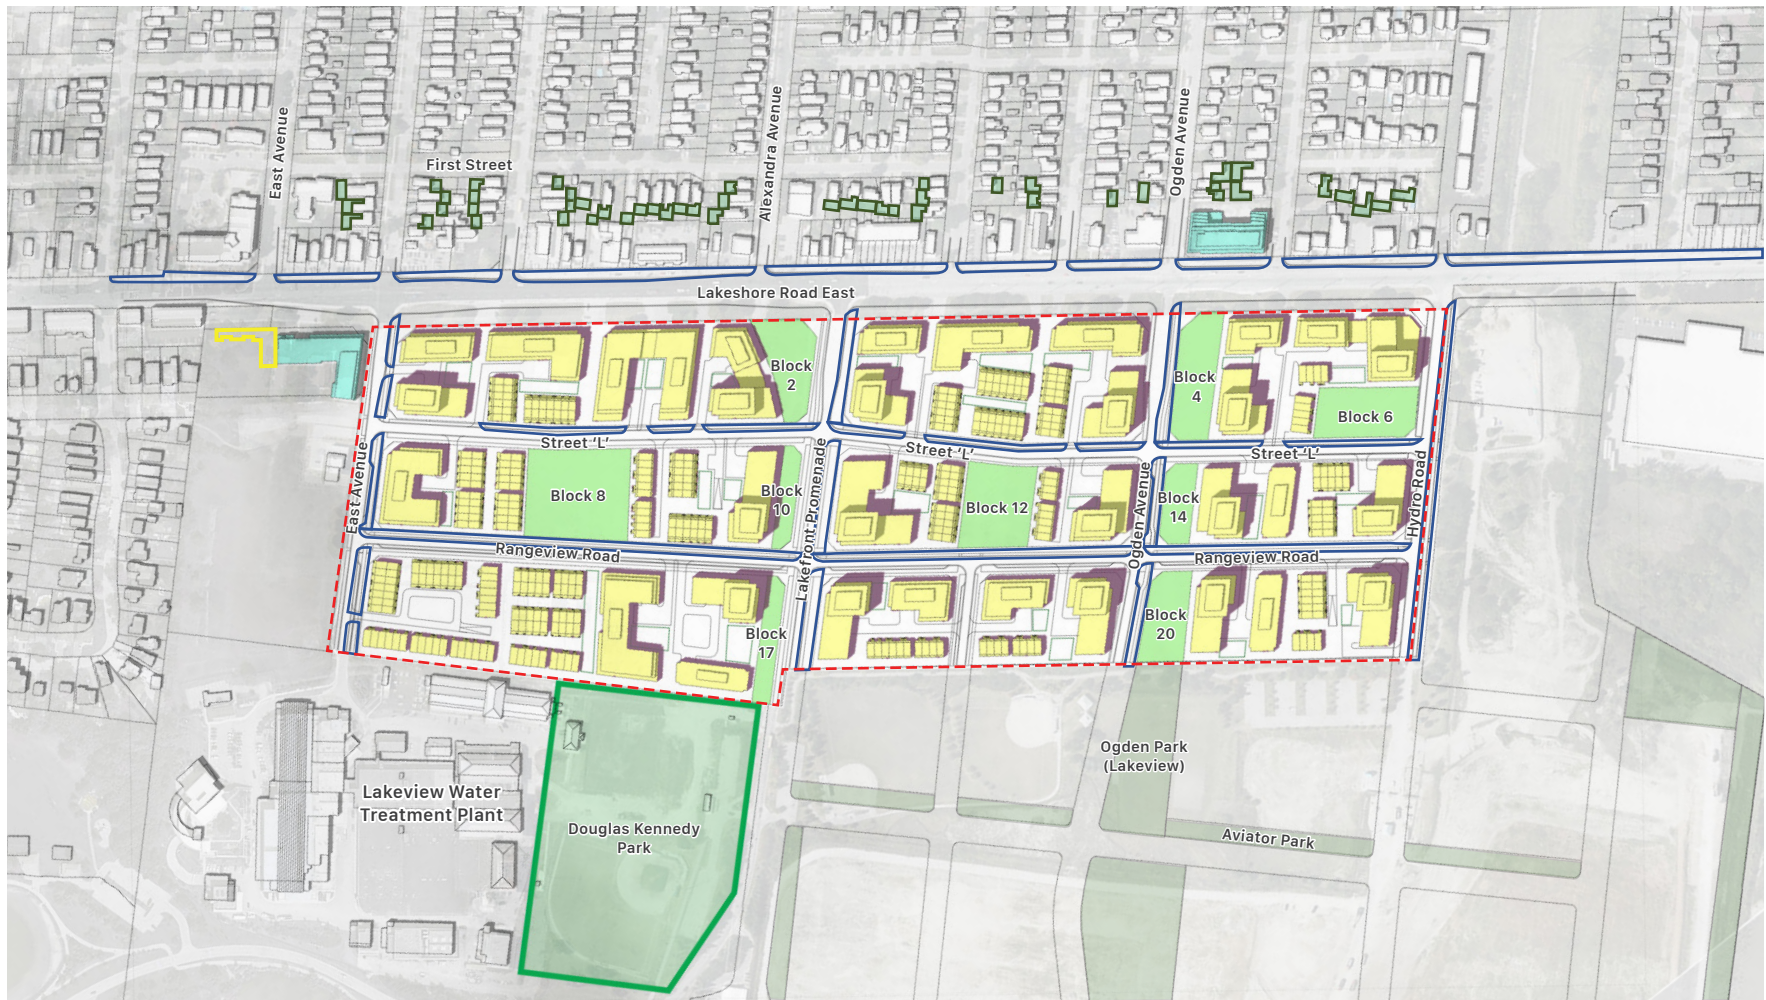 East Avenue
First Street
Alexandra Avenue
Ogden Avenue
Lakeshore Road East
Block
2
Block
4
Block 6
Street ‘L’
Street ‘L’
Street ‘L’
East Avenue
Block 8
Block
10
Lakefront Promenade
Block 12
Ogden Avenue
Block
14
Hydro Road
Rangeview Road
Rangeview Road
Block
17
Block
20
Lakeview Water
Treatment Plant
Douglas Kennedy
Park
Ogden Park
(Lakeview)
Aviator Park